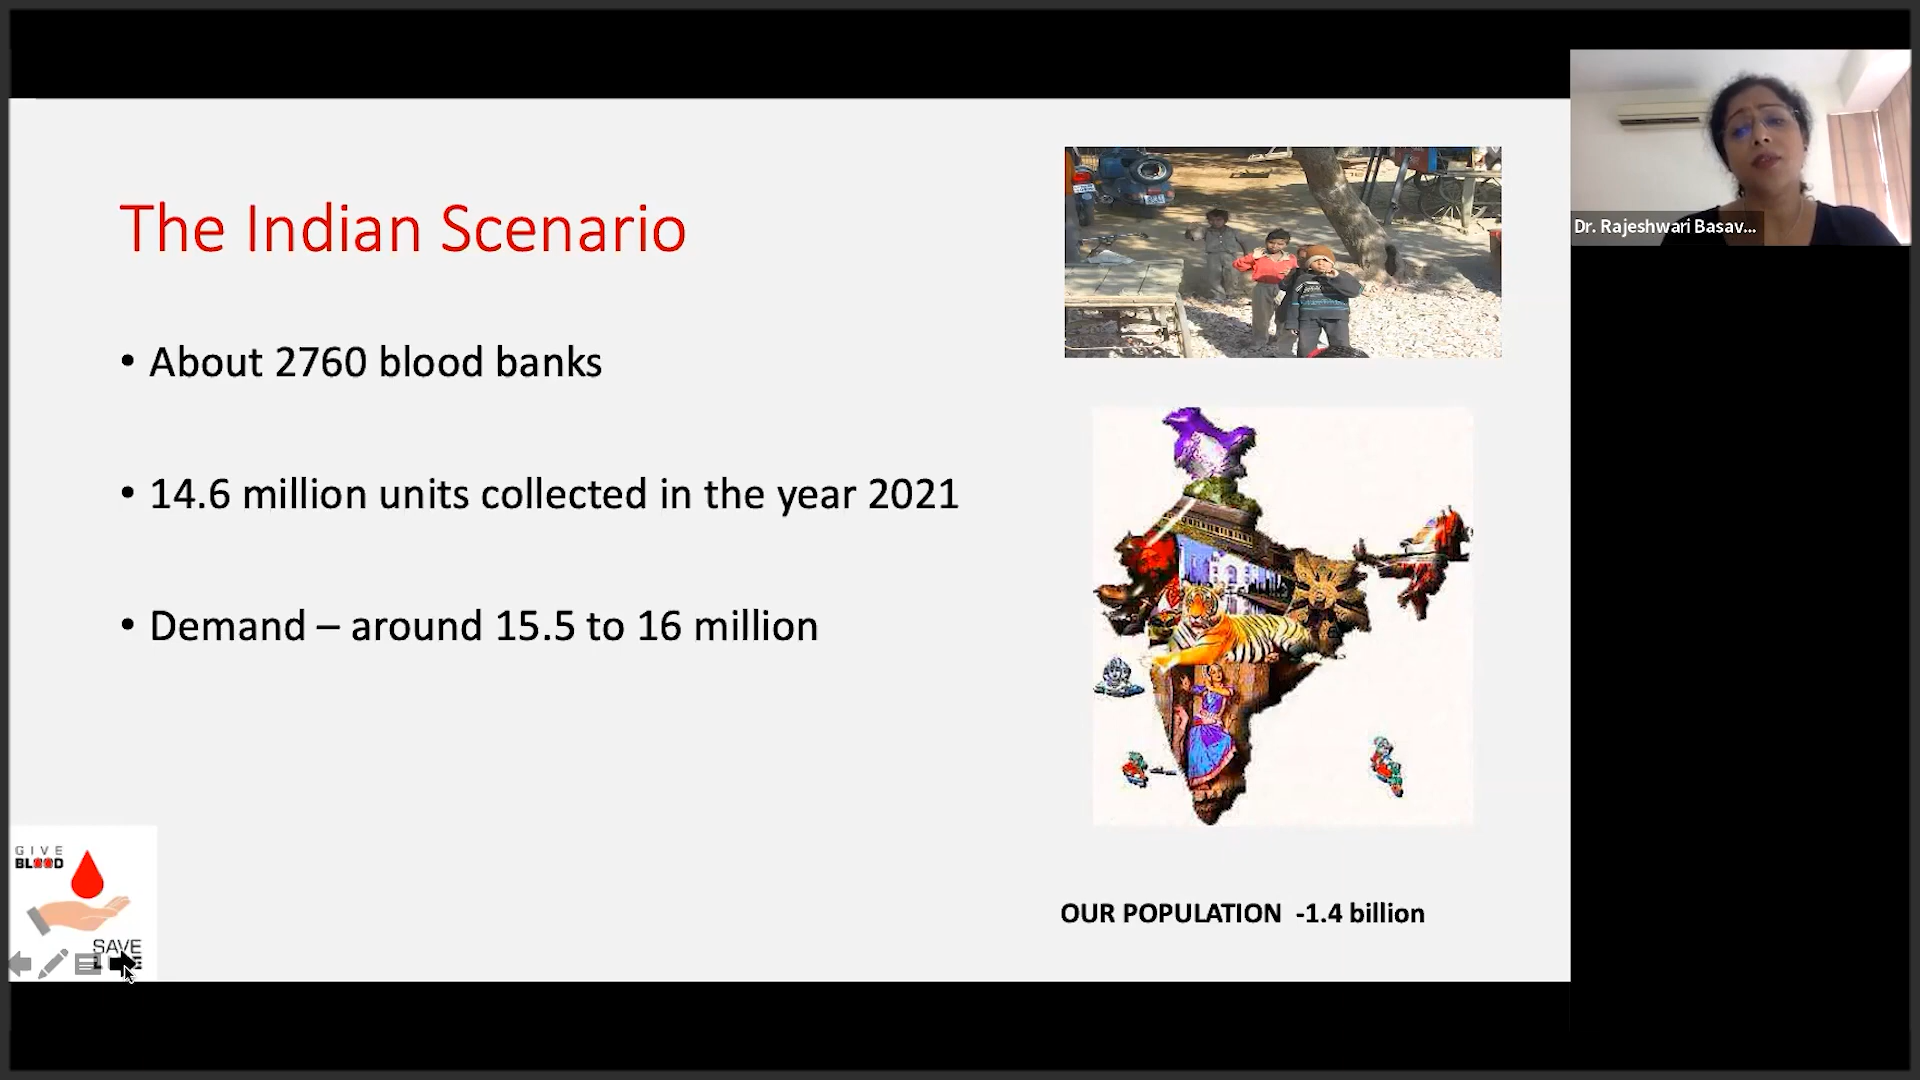 The Indian Scenario
• About 2760 blood banks
• 14.6 million units collected in the year 2021
• Demand – around 15.5 to 16 million
OUR POPULATION -1.4 billion
GIVE
BLOOD
SAVE
Dr. Rajeshwari Basav...